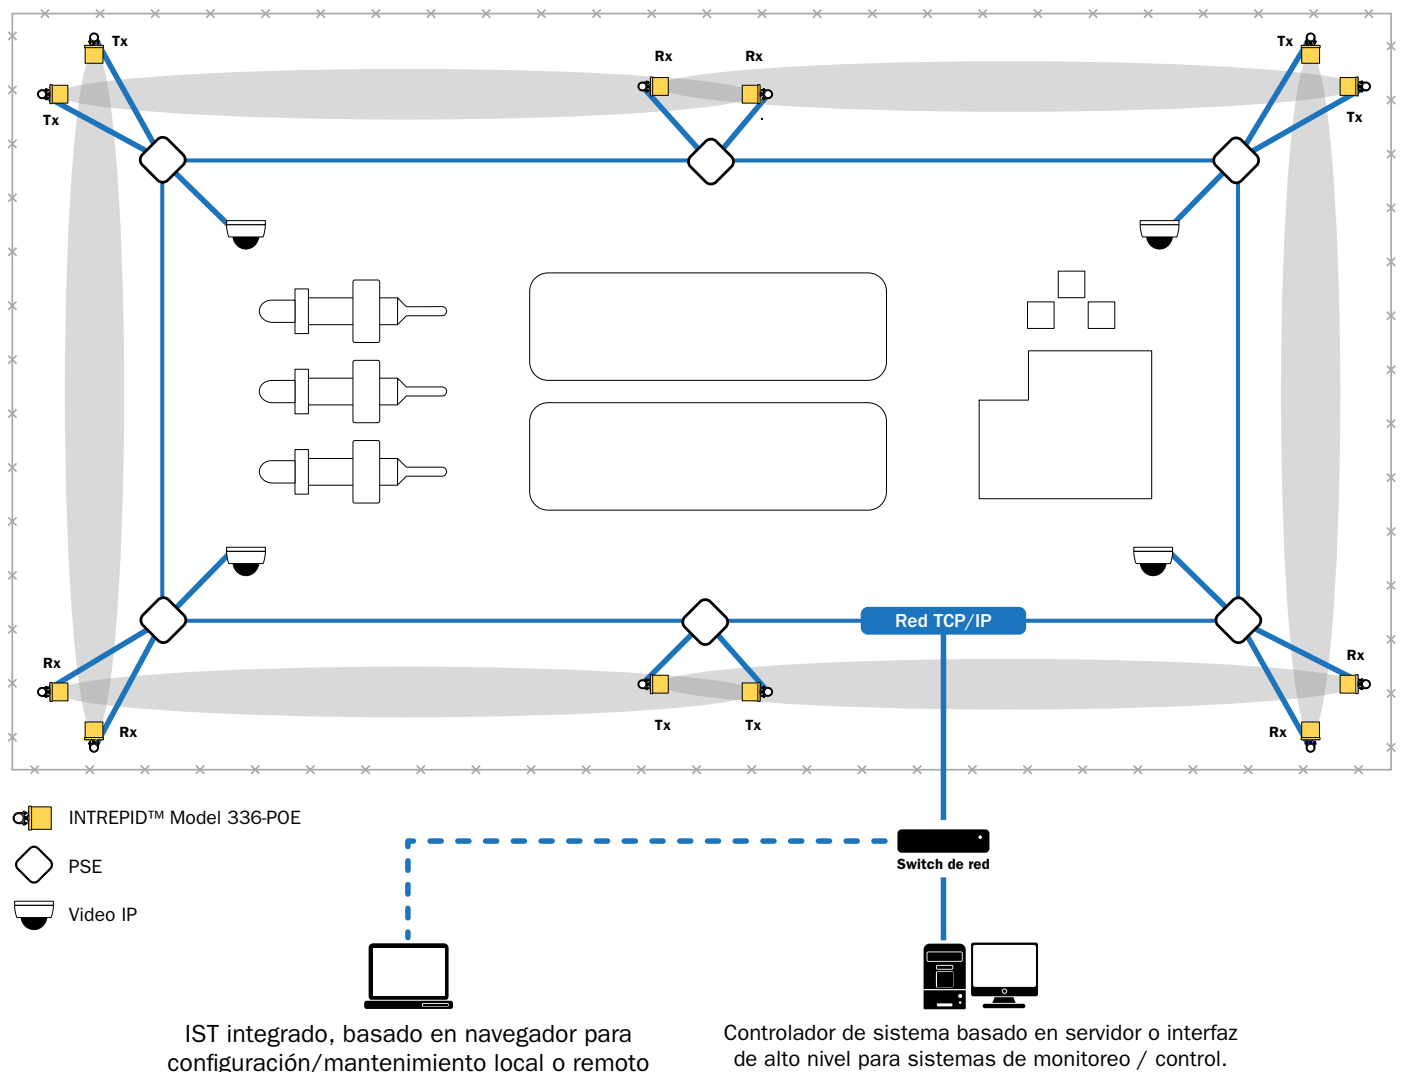 Tx
Rx
Rx
Tx
Tx
Tx
Red TCP/IP
Rx
Rx
Rx
Tx
Tx
Rx
INTREPID™ Model 336-POE
PSE
Switch de red
Video IP
IST integrado, basado en navegador para
configuración/mantenimiento local o remoto
Controlador de sistema basado en servidor o interfaz
de alto nivel para sistemas de monitoreo / control.